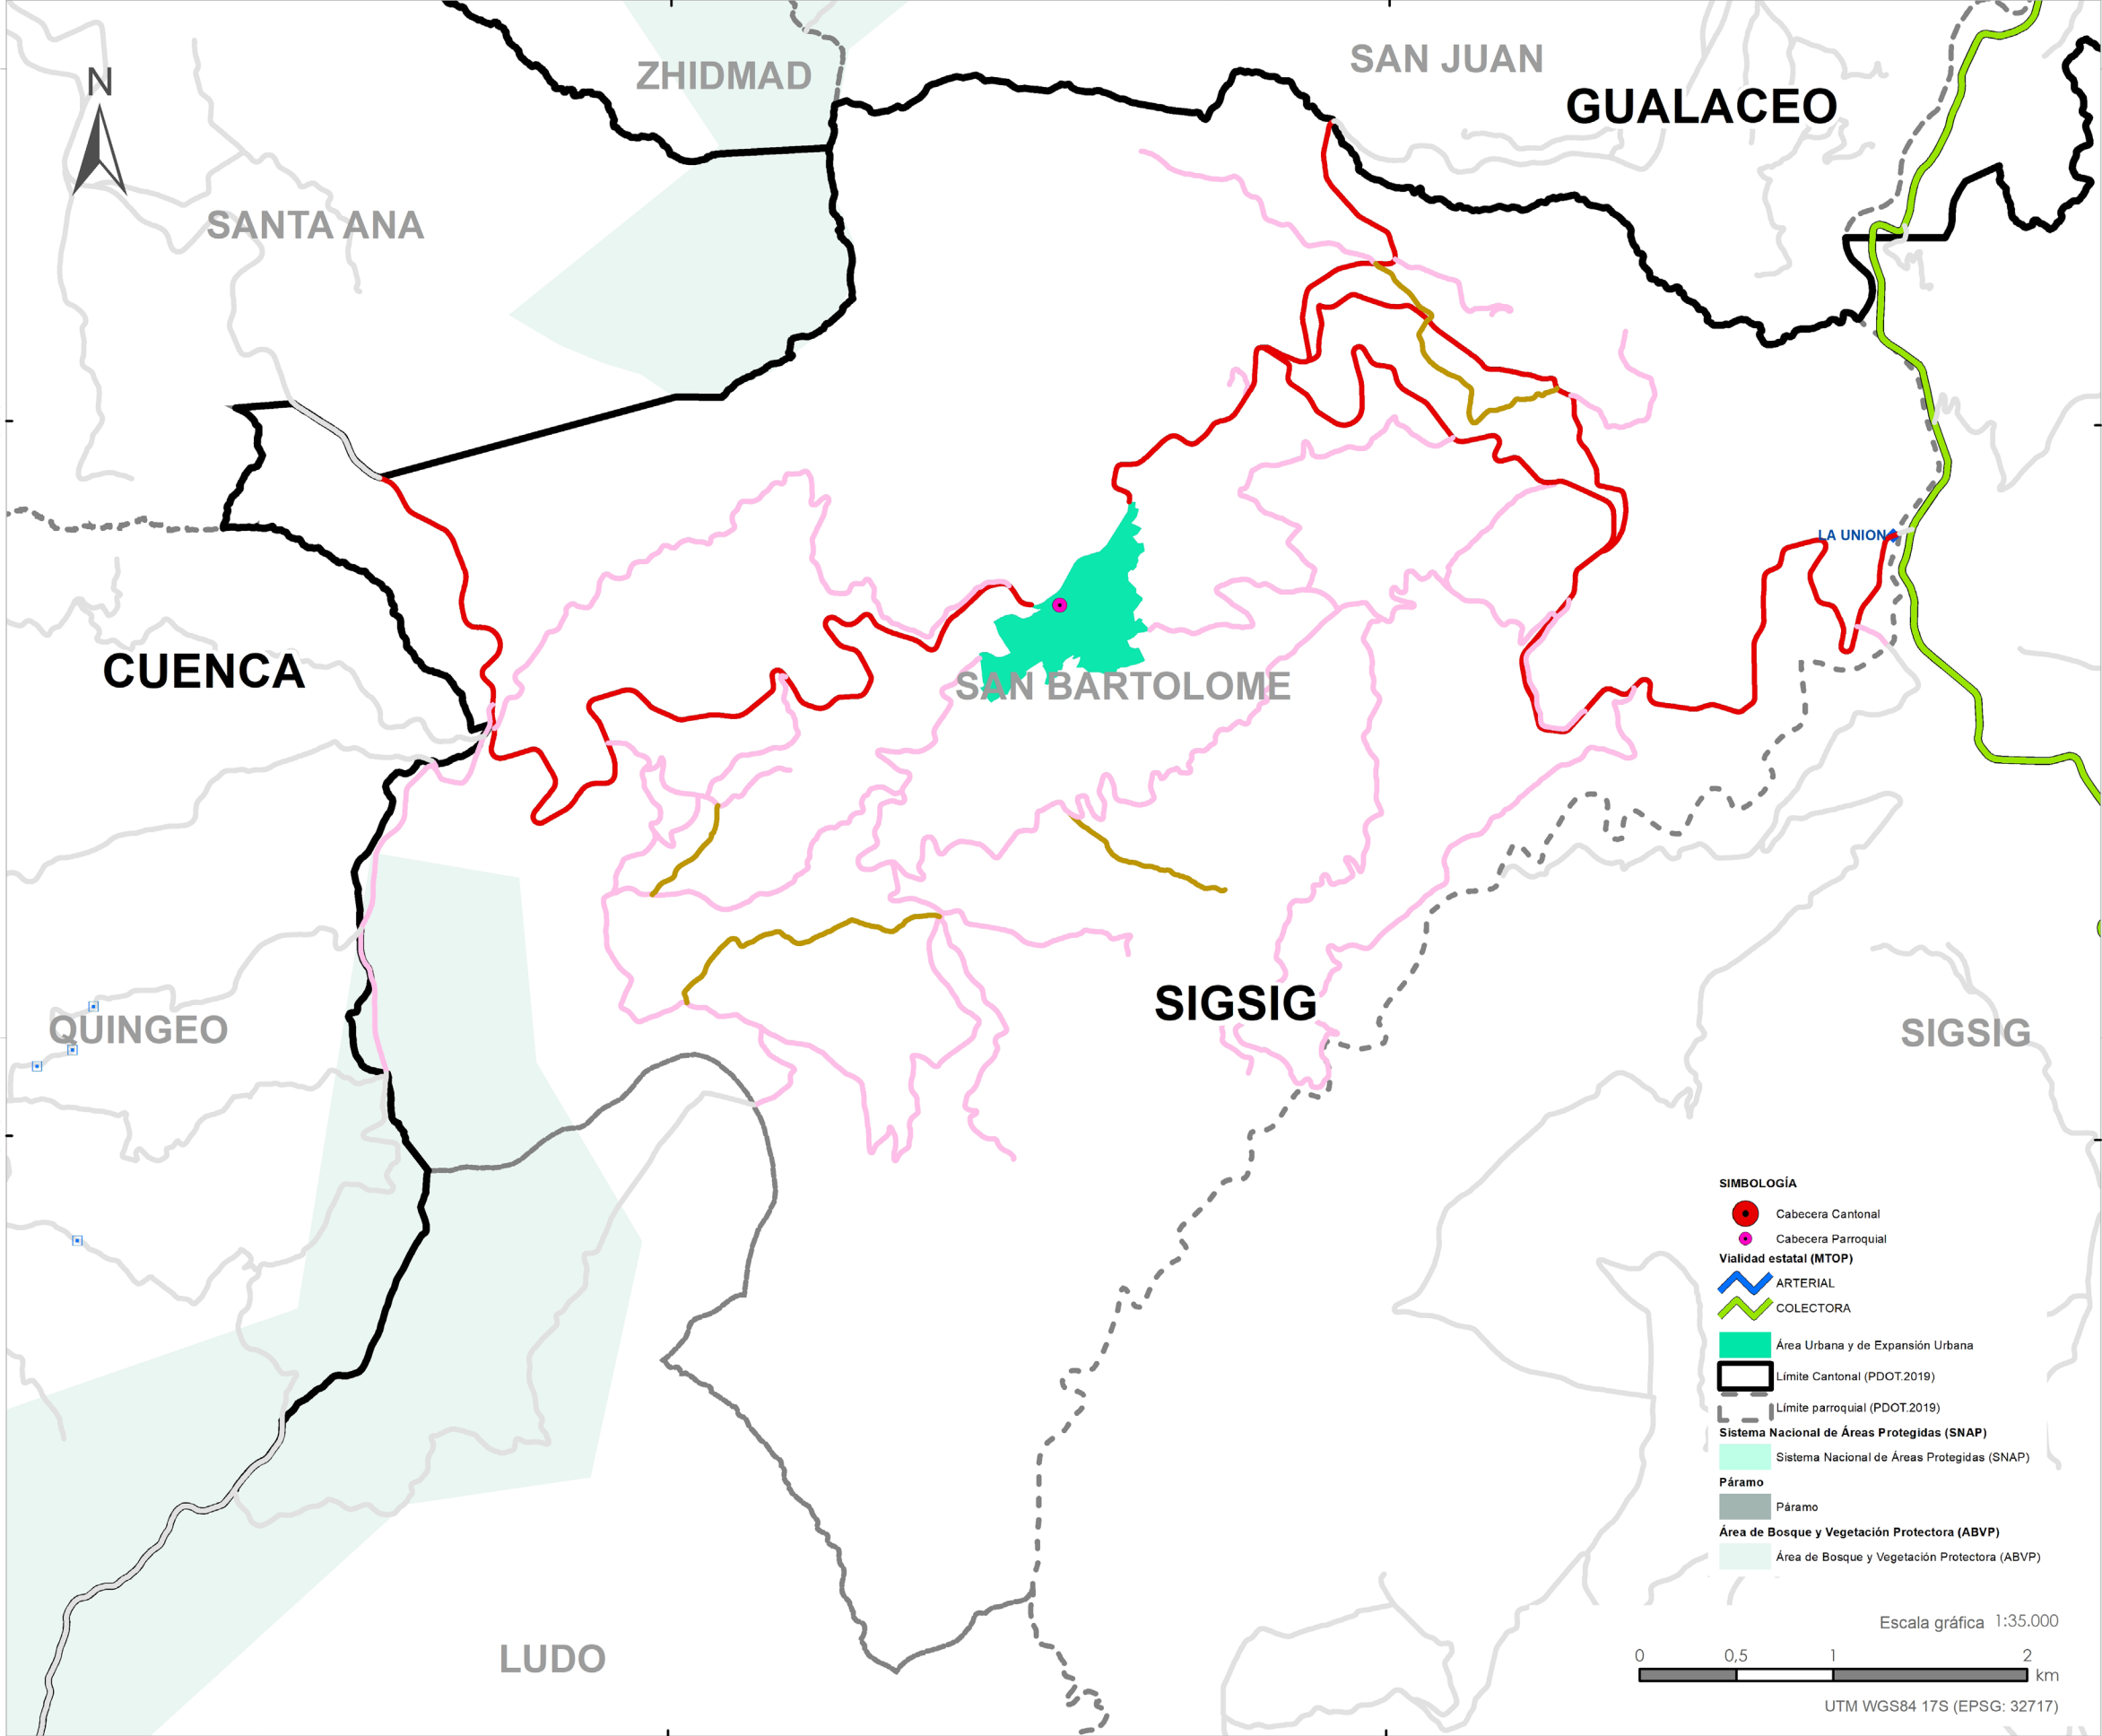 ZHIDMAD
SAN JUAN
GUALACEO
N
SANTA ANA
LA UNION
CUENCA
SAN BARTOLOME
SIGSIG
QUINGEO
SIGSIG
LUDO
SIMBOLOGÍA
Cabecera Cantonal
Cabecera Parroquial
Vialidad estatal (MTOP)
ARTERIAL
COLECTORA
Área Urbana y de Expansión Urbana
Límite Cantonal (PDOT.2019)
Límite parroquial (PDOT.2019)
Sistema Nacional de Áreas Protegidas (SNAP)
Sistema Nacional de Áreas Protegidas (SNAP)
Páramo
Páramo
Área de Bosque y Vegetación Protectora (ABVP)
Área de Bosque y Vegetación Protectora (ABVP)
Escala gráfica 1:35.000
0 0,5 1 2
km
UTM WGS84 17S (EPSG: 32717)